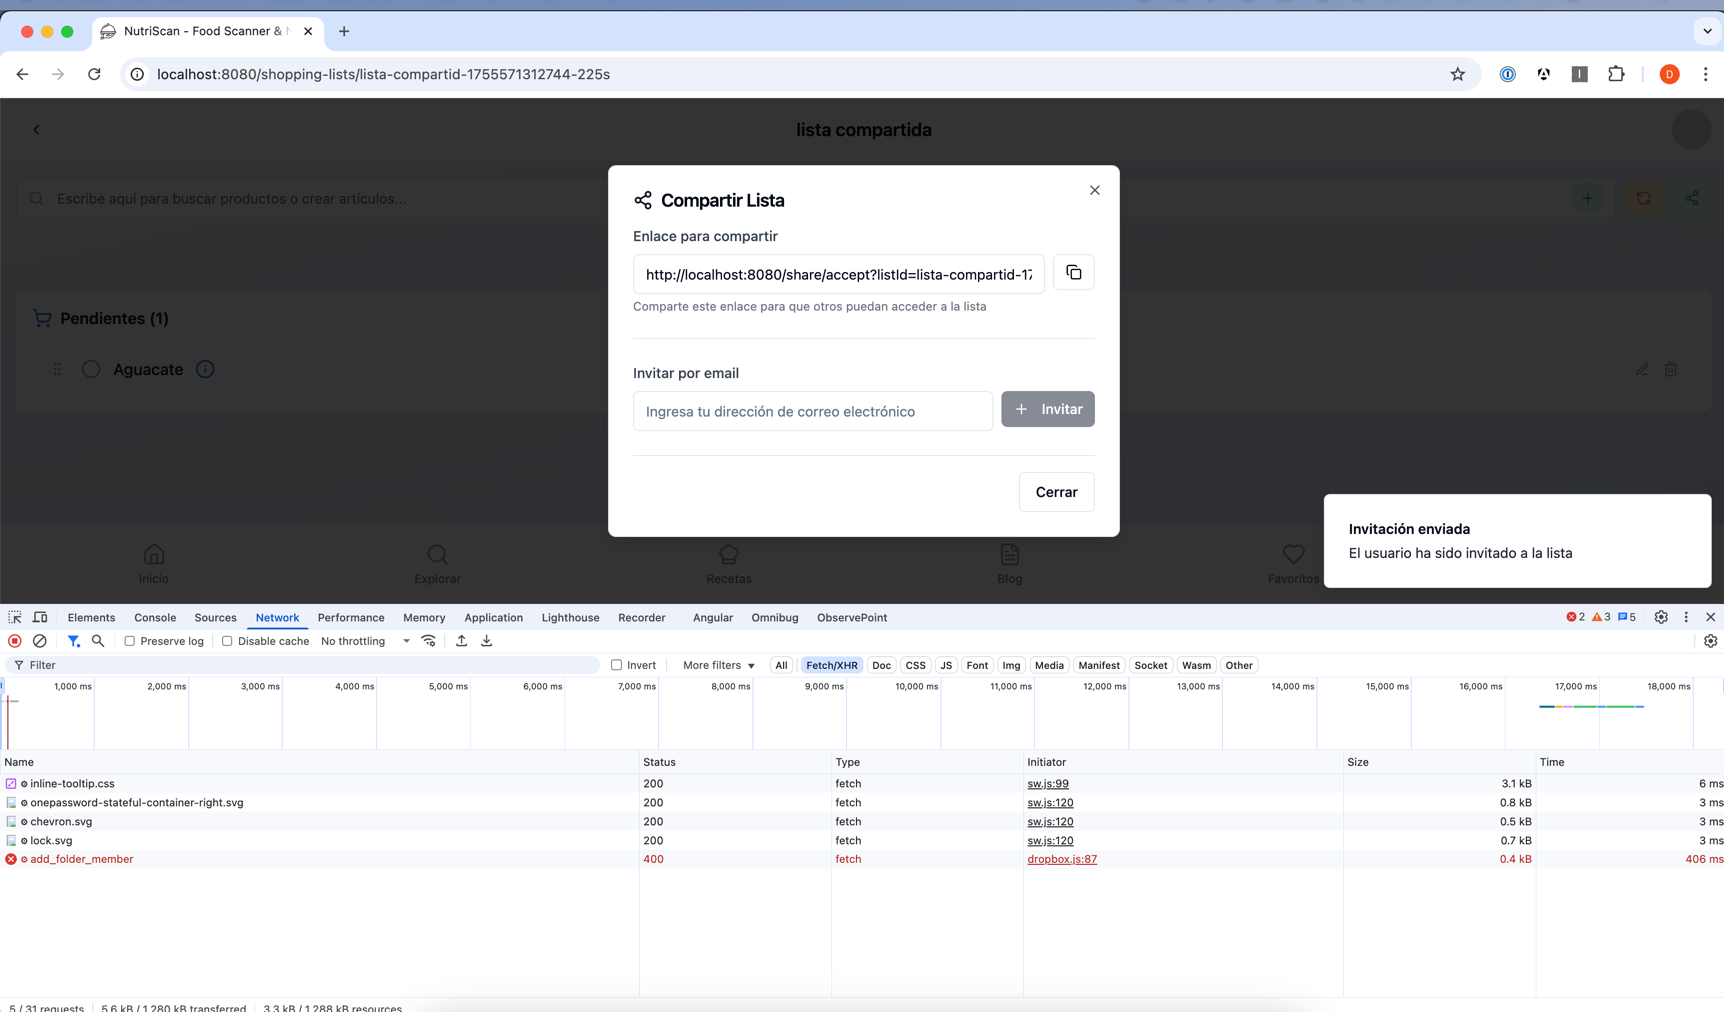 NutriScan - Food Scanner &
localhost:8080/shopping-lists/lista-compartid-1755571312744-225s
D
lista compartida
Escribe aquí para buscar productos o crear artículos...
Compartir Lista
Enlace para compartir
http://localhost:8080/share/accept?listId=lista-compartid-17
Comparte este enlace para que otros puedan acceder a la lista
Pendientes (1)
Aguacate
Invitar por email
Ingresa tu dirección de correo electrónico
Invitar
Cerrar
Invitación enviada
El usuario ha sido invitado a la lista
Inicio Explorar Recetas Blog Favoritos
Elements Console Sources Network Performance Memory Application Lighthouse Recorder Angular Omnibug ObservePoint 2 3 5
Preserve log Disable cache No throttling
Filter Invert More filters All Fetch/XHR Doc CSS JS Font Img Media Manifest Socket Wasm Other
1,000 ms 2,000 ms 3,000 ms 4,000 ms 5,000 ms 6,000 ms 7,000 ms 8,000 ms 9,000 ms 10,000 ms 11,000 ms 12,000 ms 13,000 ms 14,000 ms 15,000 ms 16,000 ms 17,000 ms 18,000 ms
Name Status Type Initiator Size Time
inline-tooltip.css 200 fetch sw.js:99 3.1 kB 6 ms
onepassword-stateful-container-right.svg 200 fetch sw.js:120 0.8 kB 3 ms
chevron.svg 200 fetch sw.js:120 0.5 kB 3 ms
lock.svg 200 fetch sw.js:120 0.7 kB 3 ms
add_folder_member 400 fetch dropbox.js:87 0.4 kB 406 ms
5 / 31 requests 5.6 kB / 1,280 kB transferred 3.3 kB / 1,288 kB resources